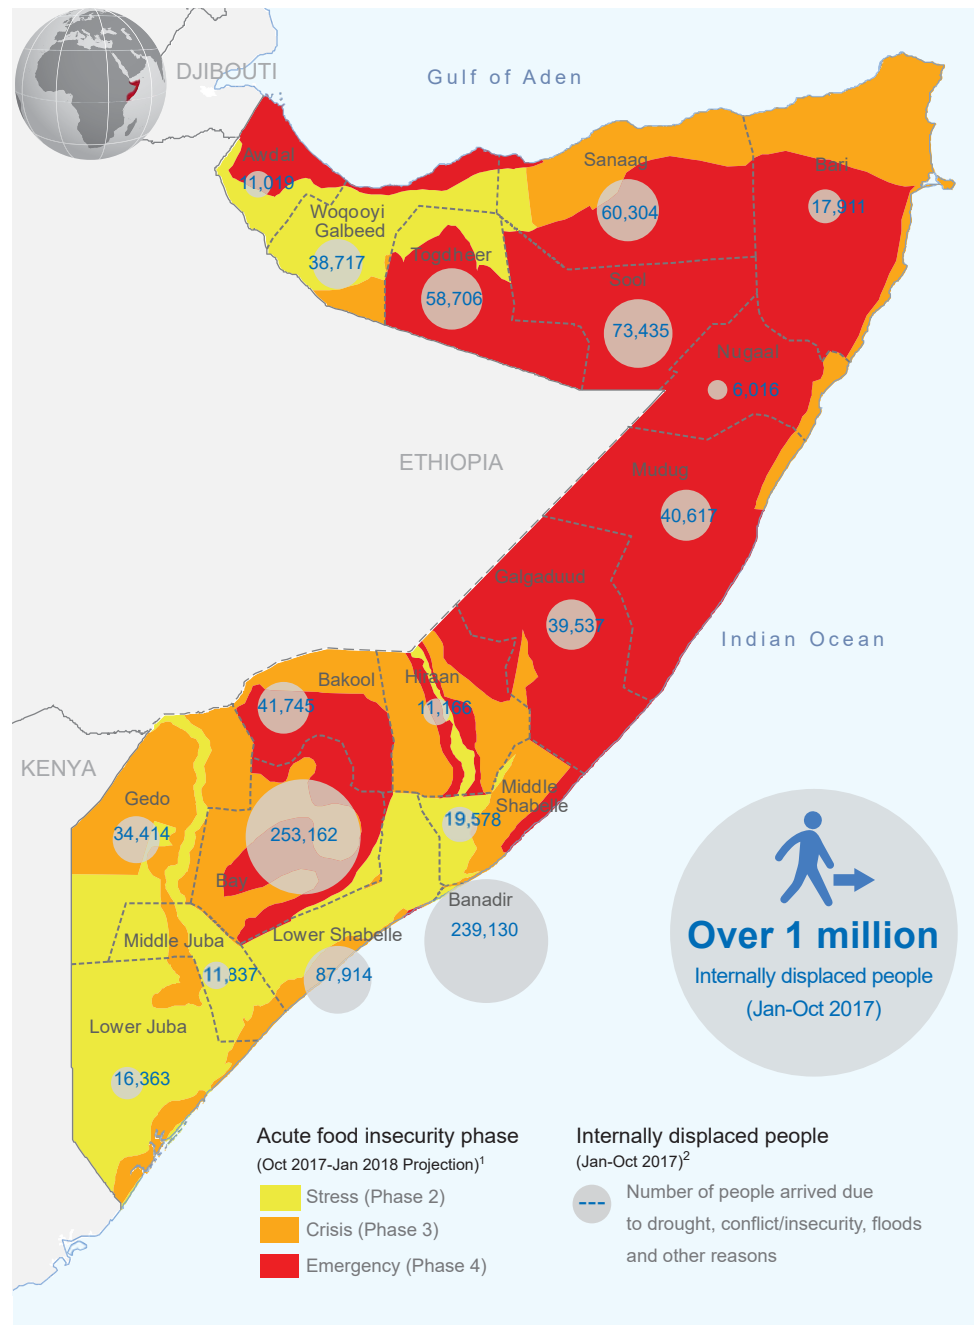 DJIBOUTI
Gulf of Aden
Awdal
11,019
Sanaag
60,304
Bari
17,911
Woqooyi
Galbeed
38,717
Togdheer
58,706
Sool
73,435
Nugaal
6,016
ETHIOPIA
Mudug
40,617
Galgaduud
39,537
Indian Ocean
Bakool
41,745
Hiraan
11,166
KENYA
Gedo
34,414
Middle
Shabelle
19,578
253,162
Bay
Banadir
239,130
Middle Juba
11,837
Lower Shabelle
87,914
Lower Juba
16,363
Over 1 million
Internally displaced people
(Jan-Oct 2017)
Acute food insecurity phase
(Oct 2017-Jan 2018 Projection)1
Stress (Phase 2)
Crisis (Phase 3)
Emergency (Phase 4)
Internally displaced people
(Jan-Oct 2017)2
Number of people arrived due
to drought, conflict/insecurity, floods
and other reasons